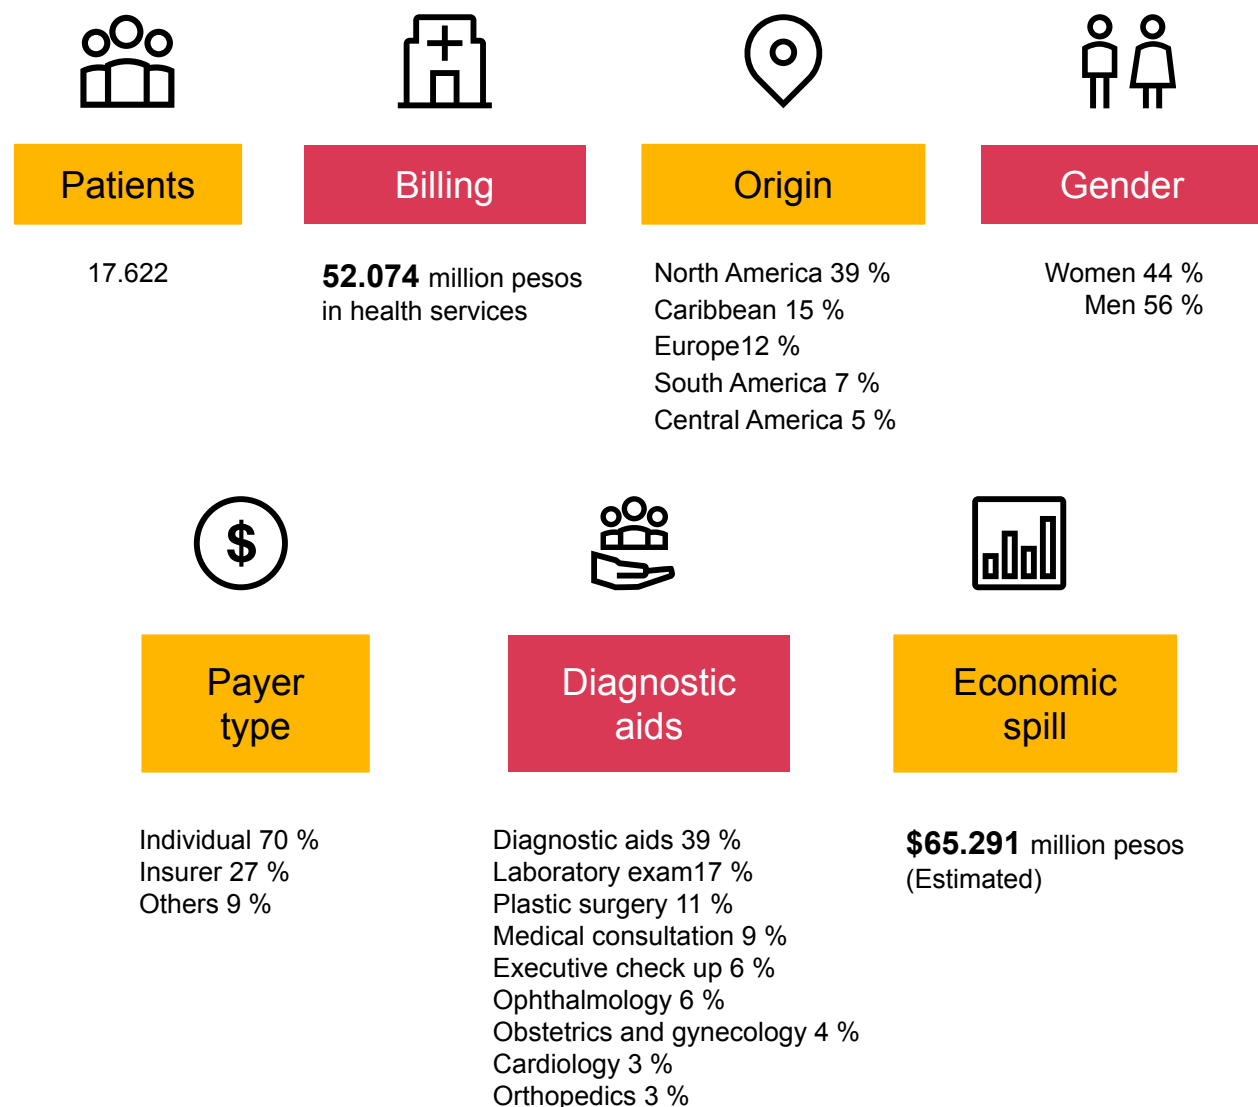 Patients
17.622
Billing
52.074 million pesos
in health services
Origin
North America 39 %
Caribbean 15 %
Europe12 %
South America 7 %
Central America 5 %
Gender
Women 44 %
Men 56 %
$
Payer
type
Individual 70 %
Insurer 27 %
Others 9 %
Diagnostic
aids
Diagnostic aids 39 %
Laboratory exam17 %
Plastic surgery 11 %
Medical consultation 9 %
Executive check up 6 %
Ophthalmology 6 %
Obstetrics and gynecology 4 %
Cardiology 3 %
Orthopedics 3 %
Economic
spill
$65.291 million pesos
(Estimated)